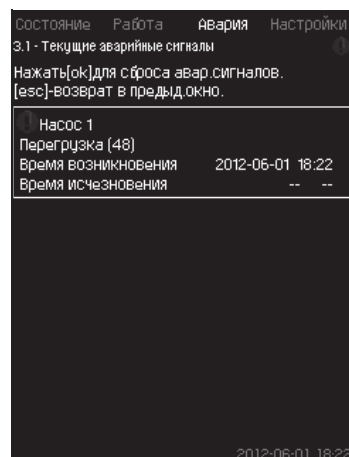 Состояние Работа Авария Настройки
3.1 - Текущие аварийные сигналы
Нажать[ok]для сброса авар.сигналов.
[esc]-возврат в предыд.окно.
Насос 1
Перегрузка (48)
Время возникновения 2012-06-01 18:22
Время исчезновения -- --
2012-06-01 18:22